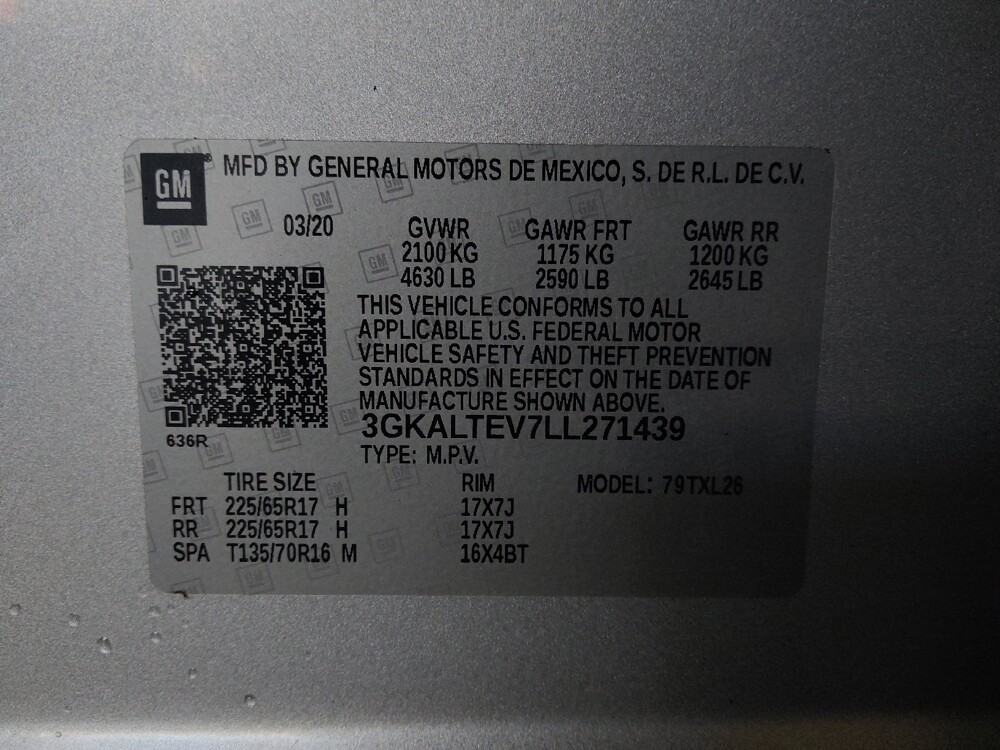 GM
MFD BY GENERAL MOTORS DE MEXICO, S. DE R.L. DE C.V.
03/20 GVWR GAWR FRT GAWR RR
2100 KG 1175 KG 1200 KG
4630 LB 2590 LB 2645 LB
THIS VEHICLE CONFORMS TO ALL
APPLICABLE U.S. FEDERAL MOTOR
VEHICLE SAFETY AND THEFT PREVENTION
STANDARDS IN EFFECT ON THE DATE OF
MANUFACTURE SHOWN ABOVE.
636R
3GKALTEV7LL271439
TYPE: M.P.V.
TIRE SIZE RIM MODEL: 79TXL26
FRT 225/65R17 H 17X7J
RR 225/65R17 H 17X7J
SPA T135/70R16 M 16X4BT